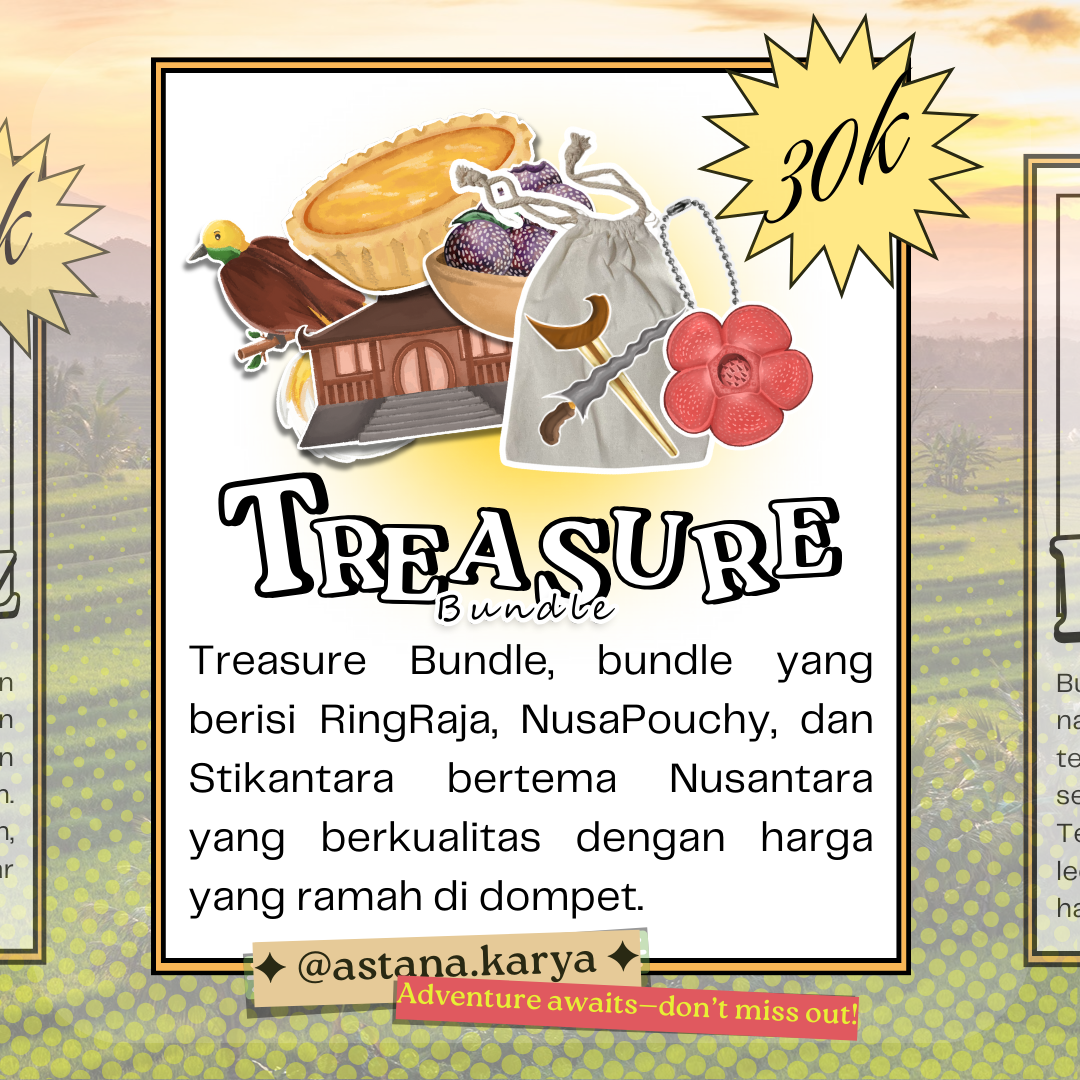 30k
k
TREASURE
Bundle
Treasure Bundle, bundle yang
berisi RingRaja, NusaPouchy, dan
Stikantara bertema Nusantara
yang berkualitas dengan harga
yang ramah di dompet.
@astana.karya
Adventure awaits—don't miss out!